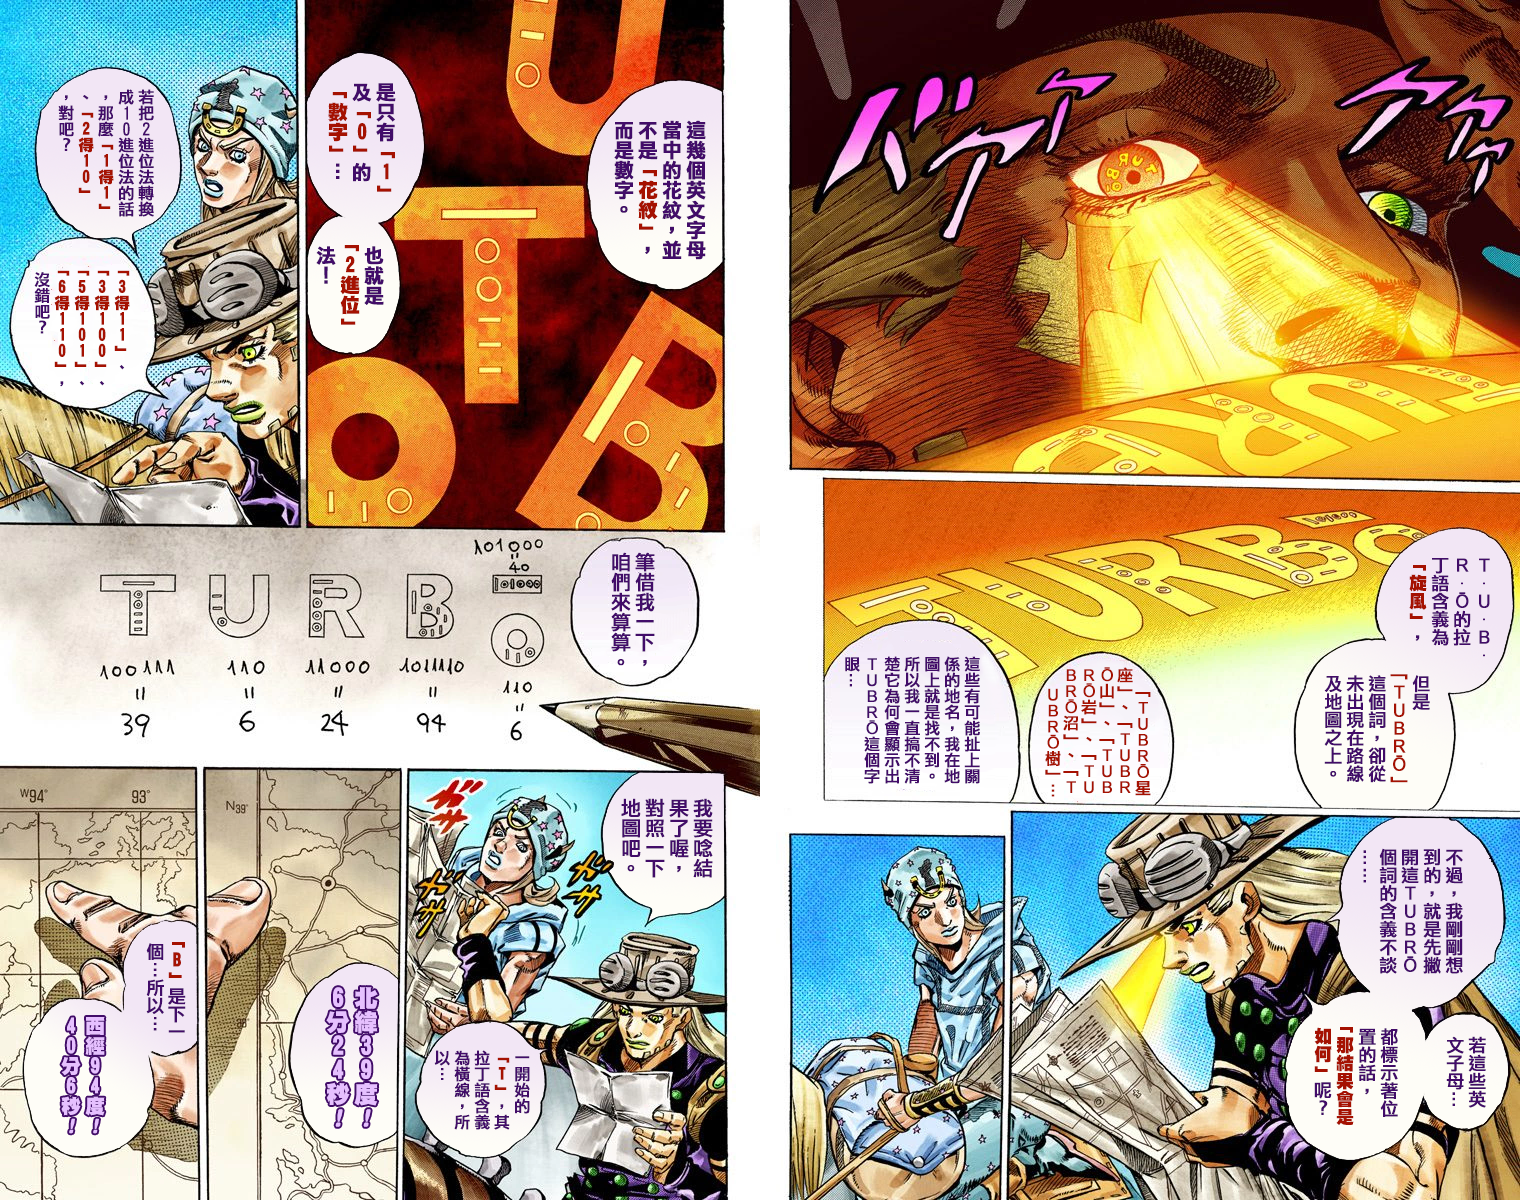 バァァ
ァァァ
TURBO
T．U．B．
R．Ō的拉
丁語含義為
「旋風」，
但是
「TUBRŌ」
這個詞，卻從
未出現在路線
及地圖之上。
「TUBRŌ星
座」、「TUBR
Ō山」、「TUB
RŌ岩」、「TU
BRŌ沼」、「T
UBRŌ樹」…
這些有可能扯上關
係的地名，我在地
圖上就是找不到。
所以我一直搞不清
楚它為何會顯示出
TUBRŌ這個字
眼…
不過，我剛剛想
到的，就是先撇
開這TUBRŌ
個詞的含義不談
……
若這些英
文子母…
都標示著位
置的話，
「那結果會是
如何」呢？
這幾個英文字母
當中的花紋，並
不是「花紋」，
而是數字。
是只有「1」
及「0」的
「數字」…
也就是
「2進位」
法！
若把2進位法轉換
成10進位法的話
，那麼「1得1」
、「2得10」
，對吧？
「3得11」、
「3得100」、
「5得101」、
「6得110」，
沒錯吧？
筆借我一下，
咱們來算算。
101000
=
40
101000
T U R B O
100111 110 11000 1011110 110
= = = = =
39 6 24 94 6
我要唸結
果了喔，
對照一下
地圖吧。
ガサ
ガサ
一開始的
「T」，其
拉丁語含義
為橫線，所
以…
N39°
北緯39度！
6分24秒！
W94° 93°
「B」是下一
個…所以…
西經94度！
40分6秒！